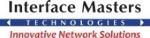 Interface Masters
TECHNOLOGIES
Innovative Network Solutions